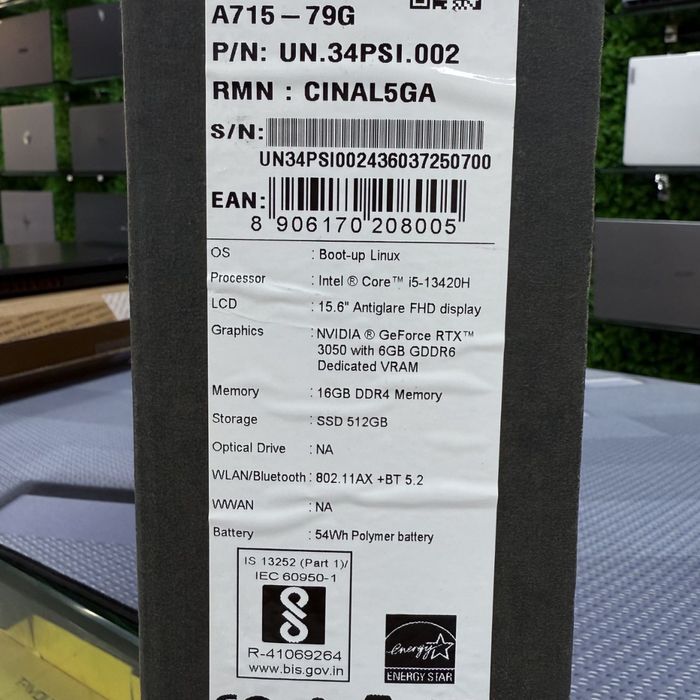 A715-79G
P/N: UN.34PSI.002
RMN : CINAL5GA
S/N:
UN34PSI002436037250700
EAN:
8 906170 208005
OS : Boot-up Linux
Processor : Intel ® Core™ i5-13420H
LCD : 15.6" Antiglare FHD display
Graphics : NVIDIA ® GeForce RTX™
3050 with 6GB GDDR6
Dedicated VRAM
Memory : 16GB DDR4 Memory
Storage : SSD 512GB
Optical Drive : NA
WLAN/Bluetooth : 802.11AX +BT 5.2
WWAN : NA
Battery : 54Wh Polymer battery
IS 13252 (Part 1)/
IEC 60950-1
R-41069264
www.bis.gov.in
energy
ENERGY STAR